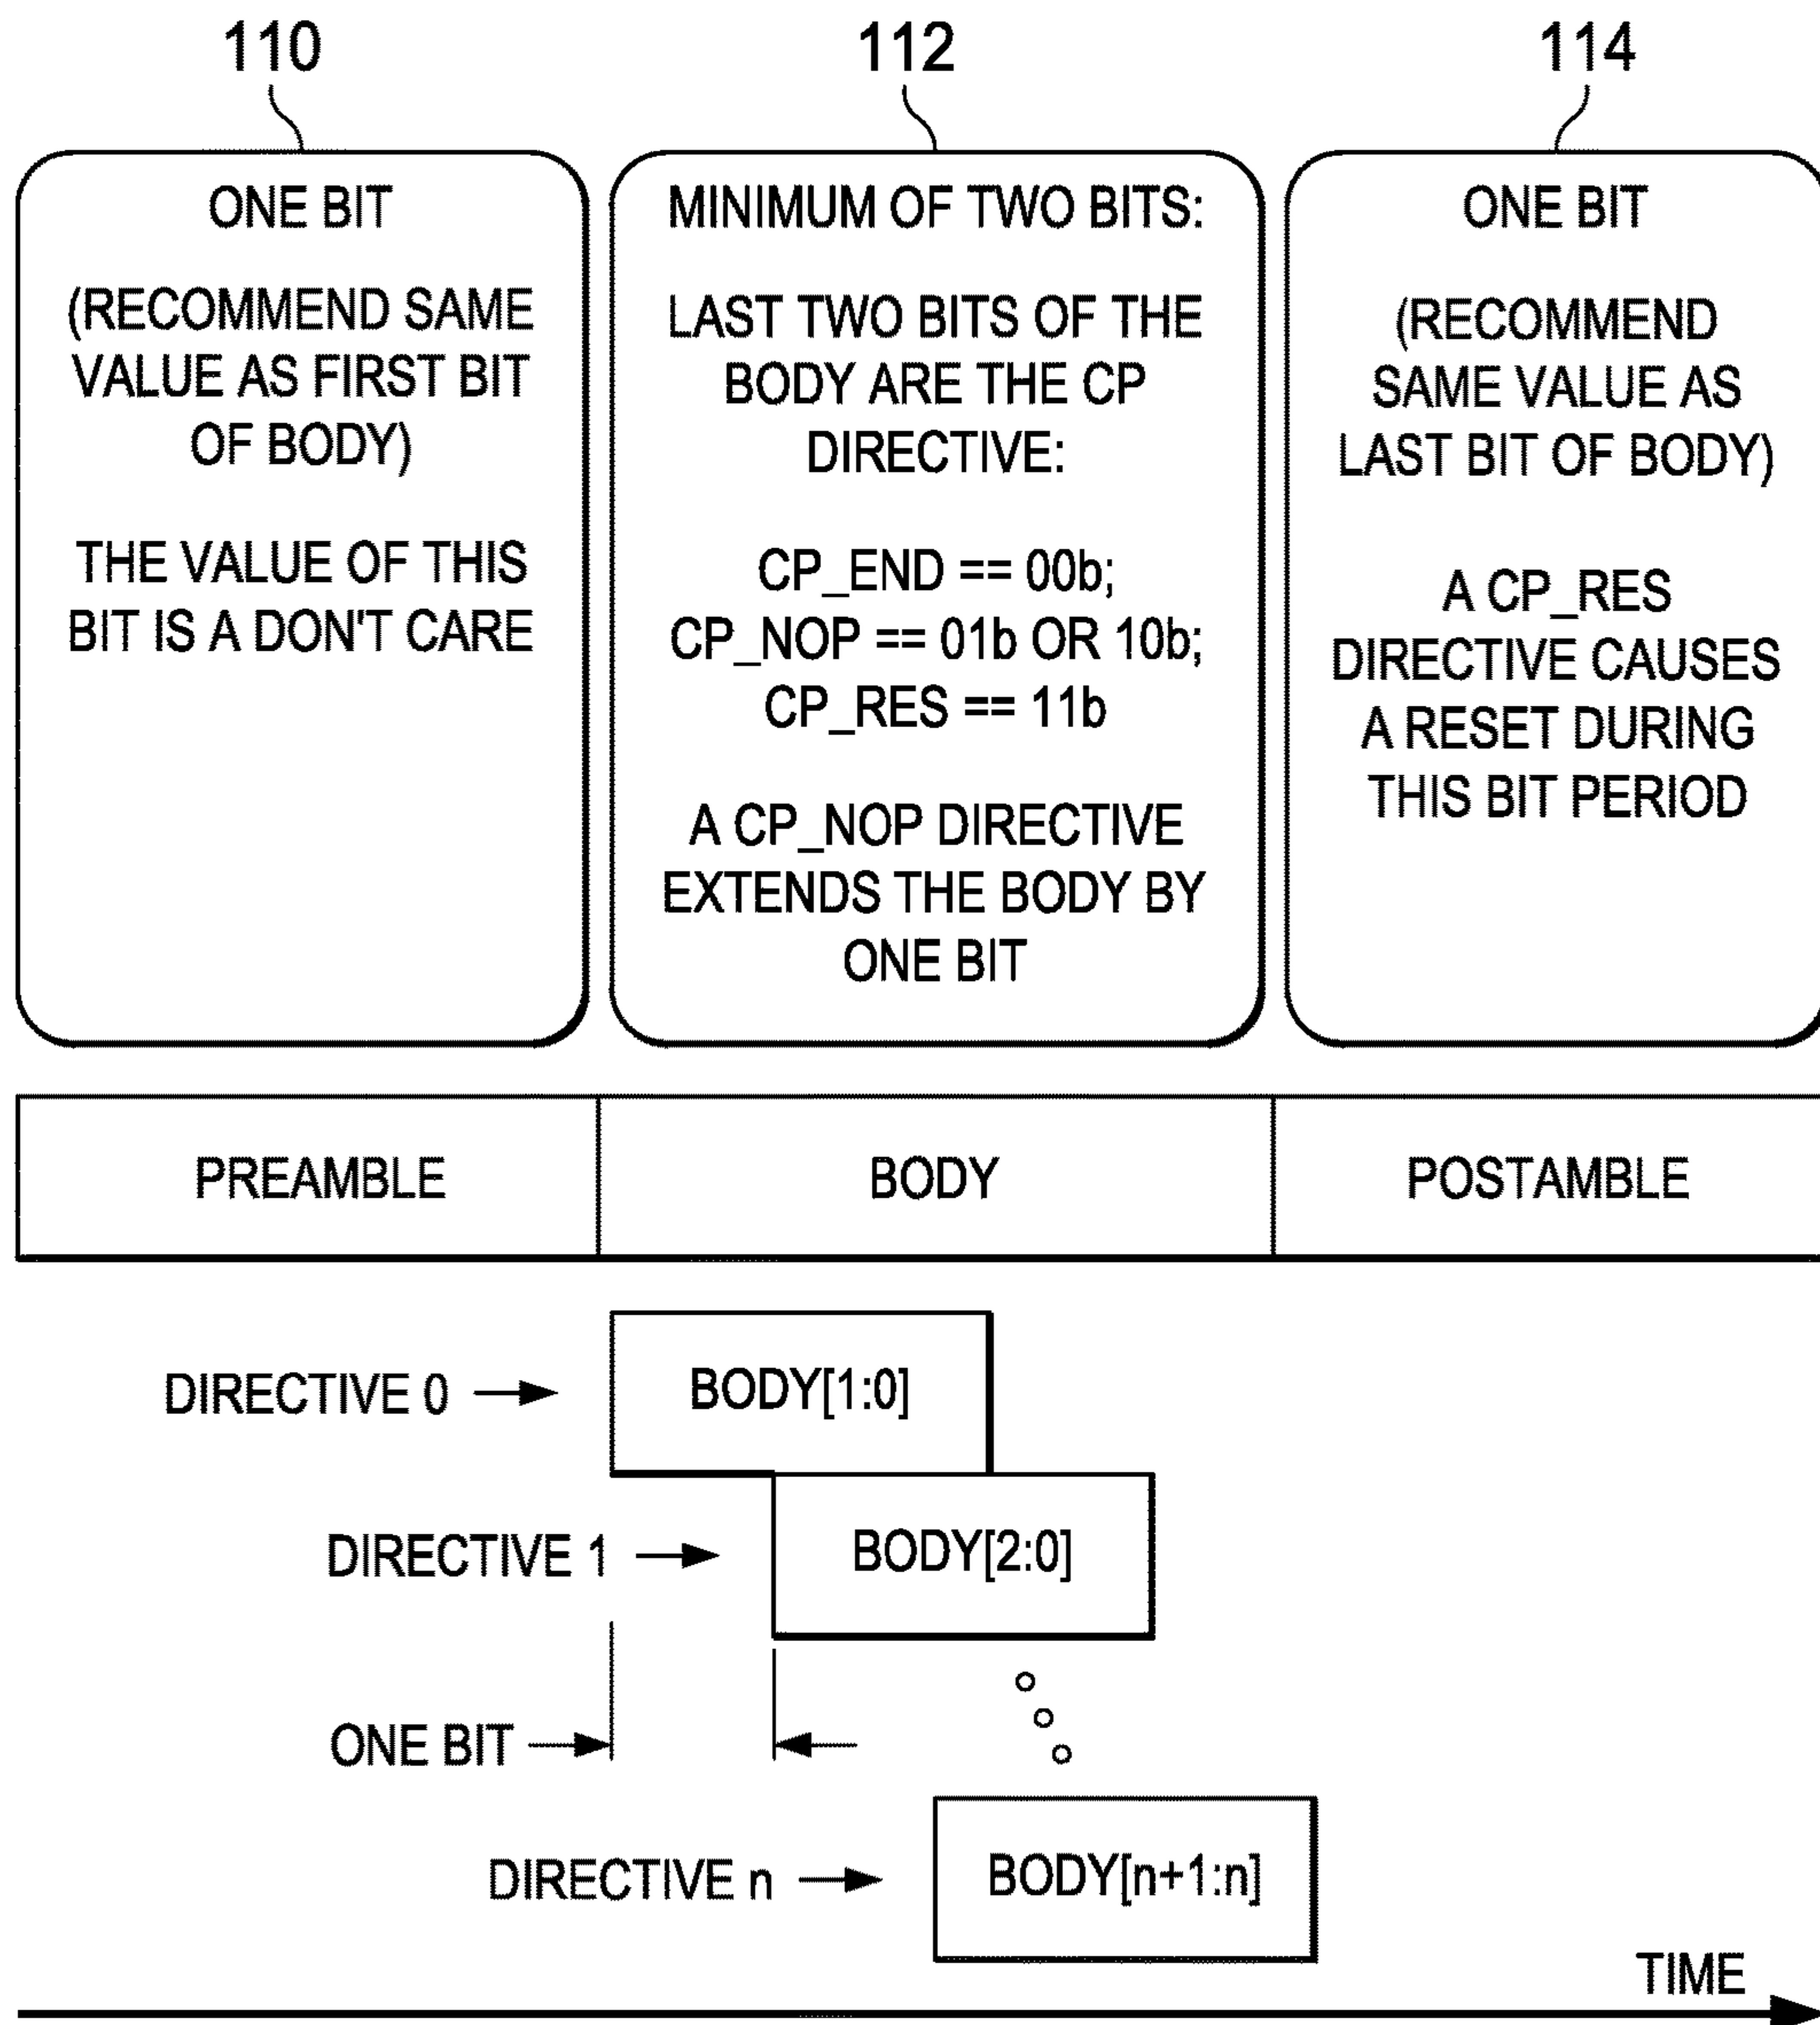 110
112
114
ONE BIT
(RECOMMEND SAME
VALUE AS FIRST BIT
OF BODY)
THE VALUE OF THIS
BIT IS A DON'T CARE
MINIMUM OF TWO BITS:
LAST TWO BITS OF THE
BODY ARE THE CP
DIRECTIVE:
CP_END == 00b;
CP_NOP == 01b OR 10b;
CP_RES == 11b
A CP_NOP DIRECTIVE
EXTENDS THE BODY BY
ONE BIT
ONE BIT
(RECOMMEND
SAME VALUE AS
LAST BIT OF BODY)
A CP_RES
DIRECTIVE CAUSES
A RESET DURING
THIS BIT PERIOD
PREAMBLE
BODY
POSTAMBLE
DIRECTIVE 0
BODY[1:0]
DIRECTIVE 1
BODY[2:0]
ONE BIT
DIRECTIVE n
BODY[n+1:n]
TIME